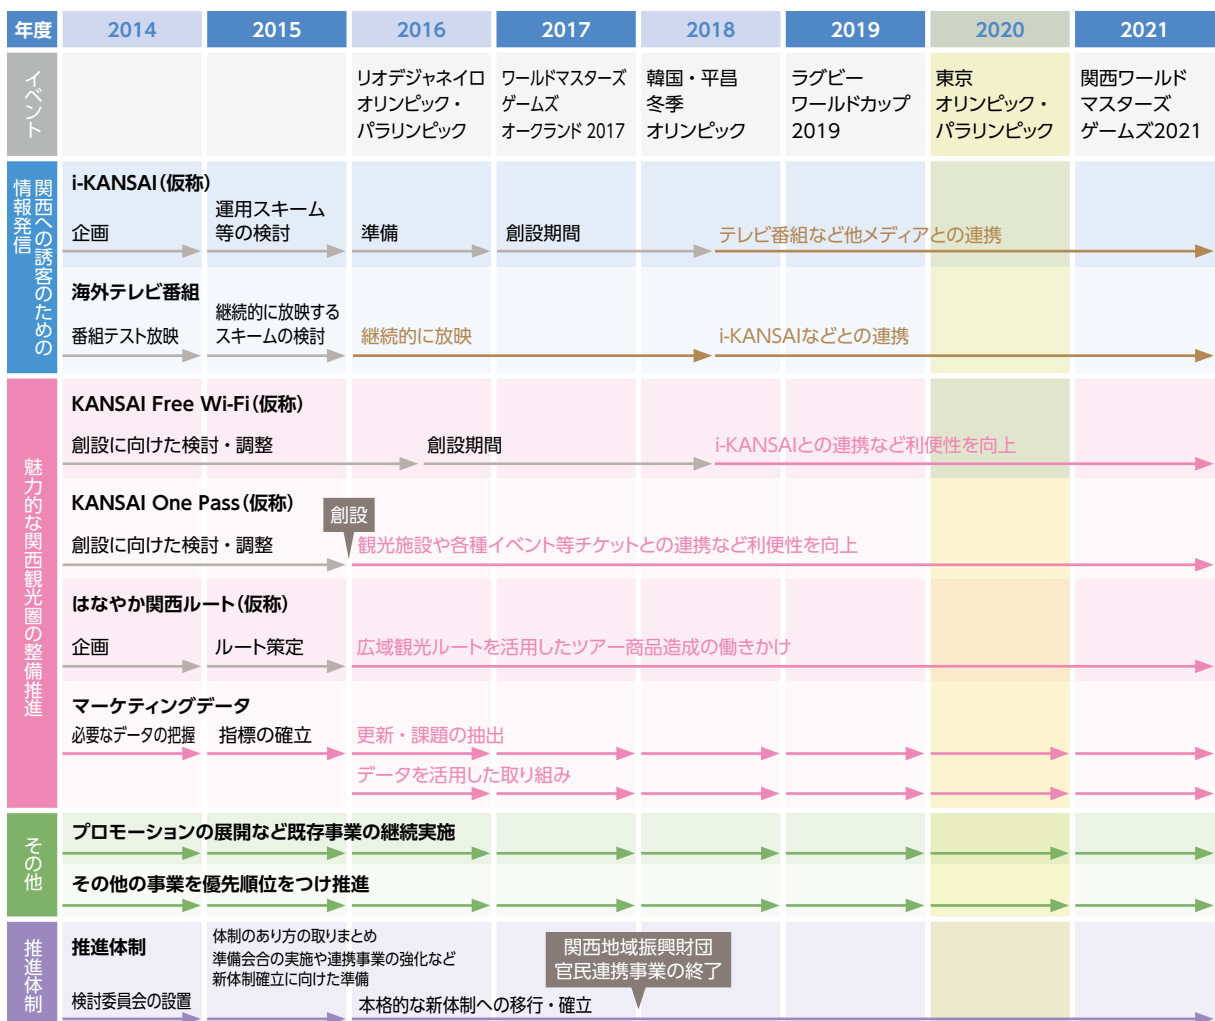 年度 2014 2015 2016 2017 2018 2019 2020 2021
イベント
リオデジャネイロ
オリンピック・
パラリンピック
ワールドマスターズ
ゲームズ
オークランド 2017
韓国・平昌
冬季
オリンピック
ラグビー
ワールドカップ
2019
東京
オリンピック・
パラリンピック
関西ワールド
マスターズ
ゲームズ2021
関西への誘客のための
情報発信
i-KANSAI(仮称)
企画
運用スキーム
等の検討
準備
創設期間
テレビ番組など他メディアとの連携
海外テレビ番組
番組テスト放映
継続的に放映する
スキームの検討
継続的に放映
i-KANSAIなどとの連携
魅力的な関西観光圏の整備推進
KANSAI Free Wi-Fi(仮称)
創設に向けた検討・調整
創設期間
i-KANSAIとの連携など利便性を向上
KANSAI One Pass(仮称)
創設に向けた検討・調整
創設
観光施設や各種イベント等チケットとの連携など利便性を向上
はなやか関西ルート(仮称)
企画
ルート策定
広域観光ルートを活用したツアー商品造成の働きかけ
マーケティングデータ
必要なデータの把握
指標の確立
更新・課題の抽出
データを活用した取り組み
その他
プロモーションの展開など既存事業の継続実施
その他の事業を優先順位をつけ推進
推進体制
推進体制
検討委員会の設置
体制のあり方の取りまとめ
準備会合の実施や連携事業の強化など
新体制確立に向けた準備
本格的な新体制への移行・確立
関西地域振興財団
官民連携事業の終了